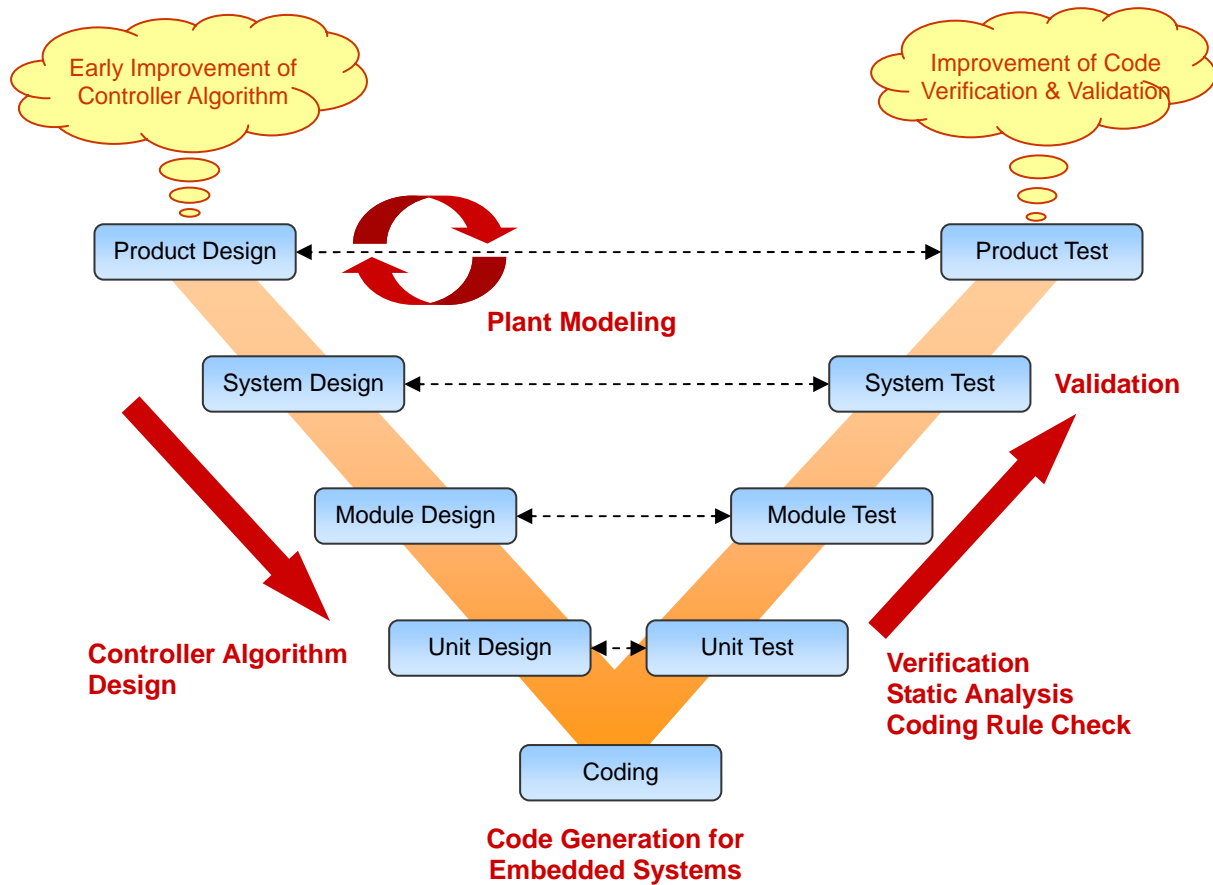 Early Improvement of
Controller Algorithm
Improvement of Code
Verification & Validation
Product Design
Product Test
Plant Modeling
System Design
System Test
Validation
Module Design
Module Test
Unit Design
Unit Test
Controller Algorithm
Design
Verification
Static Analysis
Coding Rule Check
Coding
Code Generation for
Embedded Systems